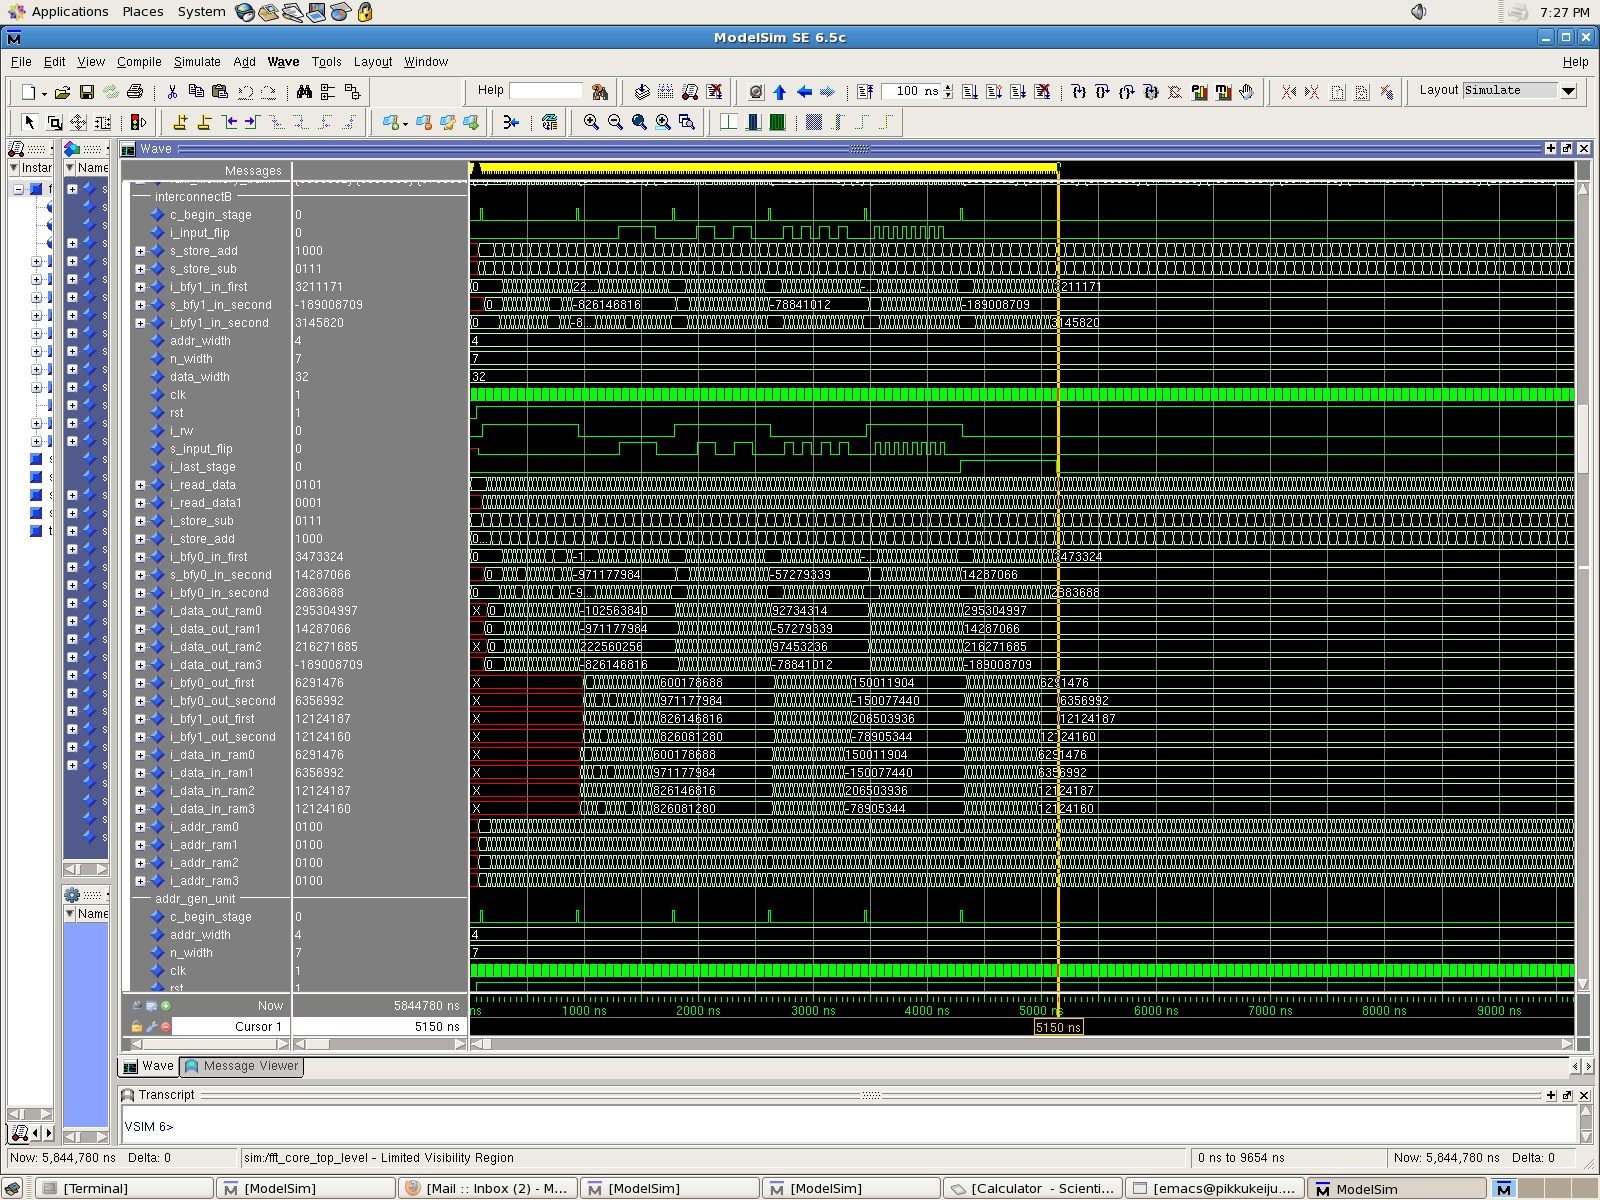 Applications Places System 7:27 PM
ModelSim SE 6.5c
File Edit View Compile Simulate Add Wave Tools Layout Window Help
Help 100 ns Layout Simulate
Wave
Instar Name Messages
interconnectB
c_begin_stage 0
i_input_flip 0
s_store_add 1000
s_store_sub 0111
i_bfy1_in_first 3211171 0 22... -... 3211171
s_bfy1_in_second -189008709 0 -826146816 -78841012 -189008709
i_bfy1_in_second 3145820 0 -8... 3145820
addr_width 4 4
n_width 7 7
data_width 32 32
clk 1
rst 1
i_rw 0
s_input_flip 0
i_last_stage 0
i_read_data 0101
i_read_data1 0001
i_store_sub 0111
i_store_add 1000 0...
i_bfy0_in_first 3473324 0 -1... -... 3473324
s_bfy0_in_second 14287066 0 -971177984 -57279339 14287066
i_bfy0_in_second 2883688 0 -9... 2883688
i_data_out_ram0 295304997 X 0 -102563840 92734314 295304997
i_data_out_ram1 14287066 0 -971177984 -57279339 14287066
i_data_out_ram2 216271685 X 0 222560256 97453236 216271685
i_data_out_ram3 -189008709 0 -826146816 -78841012 -189008709
i_bfy0_out_first 6291476 X 600178688 150011904 6291476
i_bfy0_out_second 6356992 X 971177984 -150077440 6356992
i_bfy1_out_first 12124187 X 826146816 206503936 12124187
i_bfy1_out_second 12124160 X 826081280 -78905344 12124160
i_data_in_ram0 6291476 X 600178688 150011904 6291476
i_data_in_ram1 6356992 X 971177984 -150077440 6356992
i_data_in_ram2 12124187 X 826146816 206503936 12124187
i_data_in_ram3 12124160 X 826081280 -78905344 12124160
i_addr_ram0 0100
i_addr_ram1 0100
i_addr_ram2 0100
i_addr_ram3 0100
addr_gen_unit
c_begin_stage 0
Name
addr_width 4 4
n_width 7 7
clk 1
rst 1
Now 5844780 ns ns 1000 ns 2000 ns 3000 ns 4000 ns 5000 ns 6000 ns 7000 ns 8000 ns 9000 ns
Cursor 1 5150 ns 5150 ns
Wave Message Viewer
Transcript
VSIM 6>
Now: 5,844,780 ns Delta: 0 sim:/fft_core_top_level - Limited Visibility Region 0 ns to 9654 ns Now: 5,844,780 ns Delta: 0
[Terminal] [ModelSim] [Mail :: Inbox (2) - M... [ModelSim] [ModelSim] [Calculator - Scienti... [emacs@pikkukeiju.... ModelSim